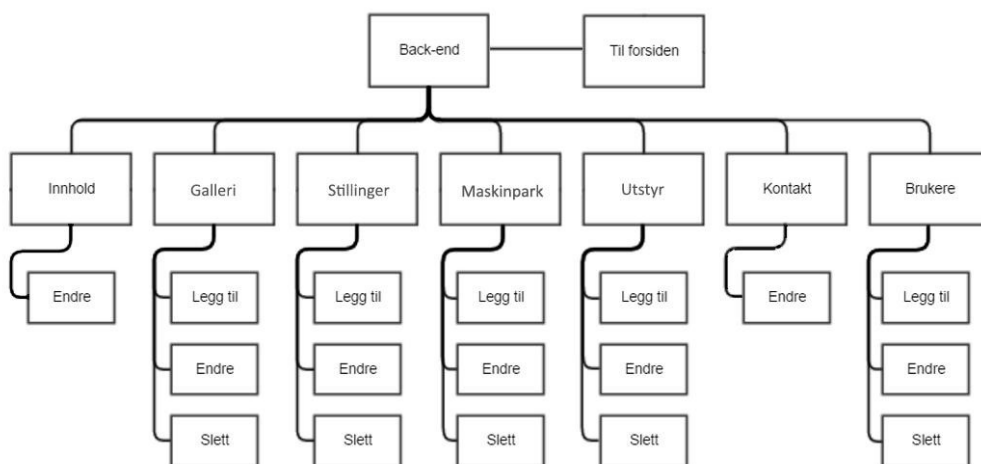 Back-end
Til forsiden
Innhold
Galleri
Stillinger
Maskinpark
Utstyr
Kontakt
Brukere
Endre
Legg til
Legg til
Legg til
Legg til
Endre
Legg til
Endre
Endre
Endre
Endre
Endre
Slett
Slett
Slett
Slett
Slett